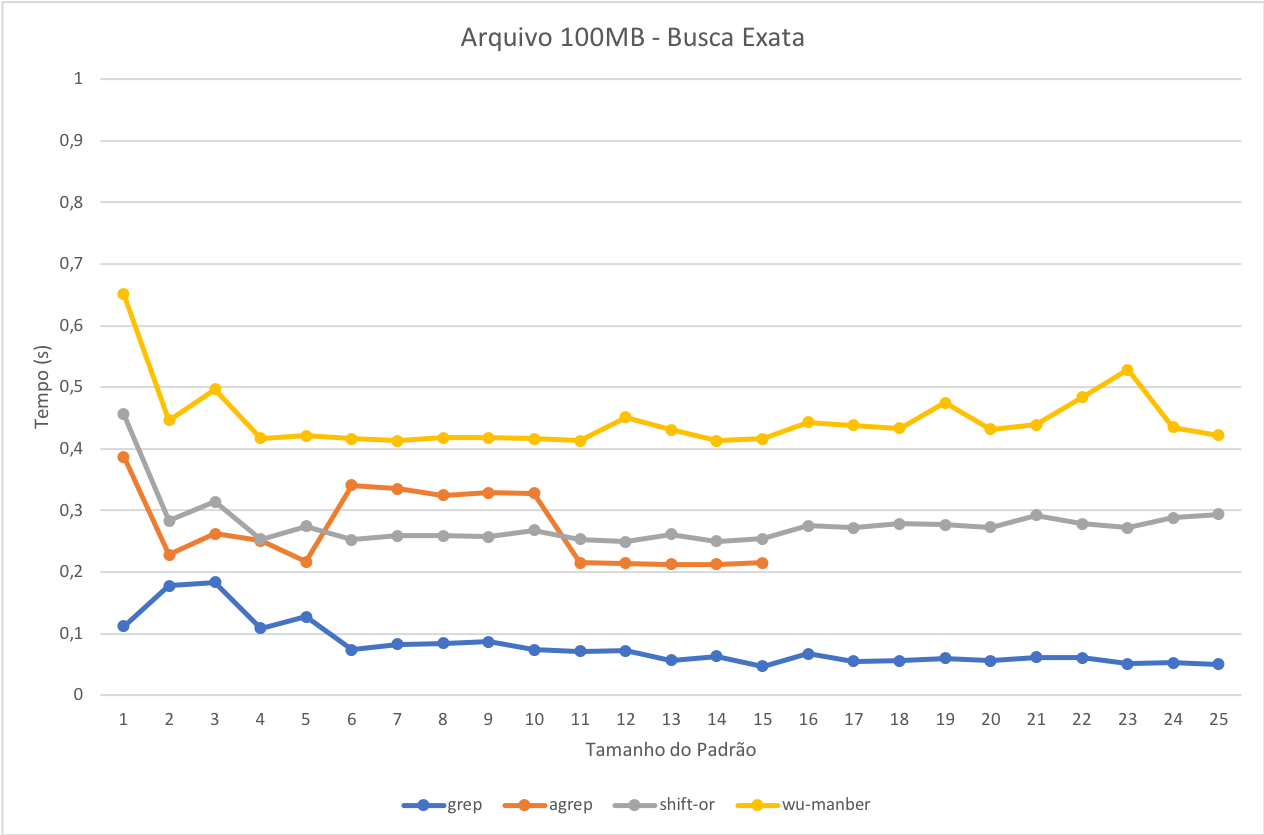 Arquivo 100MB - Busca Exata
1
0,9
0,8
0,7
0,6
0,5
0,4
0,3
0,2
0,1
0
Tempo (s)
1 2 3 4 5 6 7 8 9 10 11 12 13 14 15 16 17 18 19 20 21 22 23 24 25
Tamanho do Padrão
grep agrep shift-or wu-manber